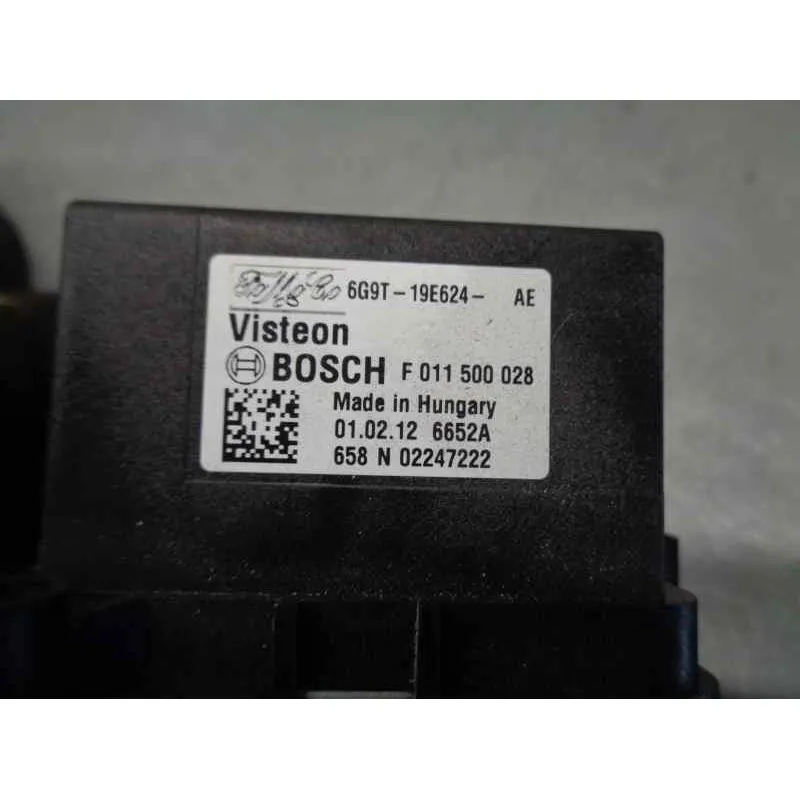 6G9T-19E624- AE
Visteon
BOSCH F 011 500 028
Made in Hungary
01.02.12 6652A
658 N 02247222